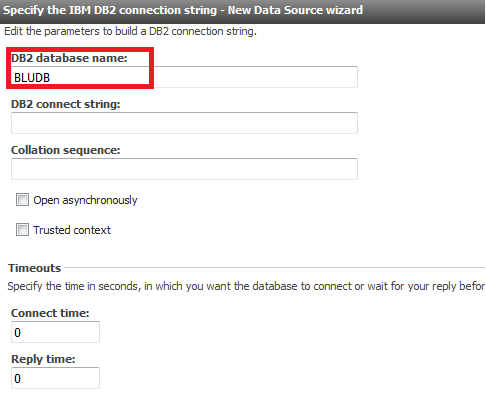 Specify the IBM DB2 connection string - New Data Source wizard
Edit the parameters to build a DB2 connection string.
DB2 database name:
BLUDB
DB2 connect string:
Collation sequence:
Open asynchronously
Trusted context
Timeouts
Specify the time in seconds, in which you want the database to connect or wait for your reply befor
Connect time:
0
Reply time:
0